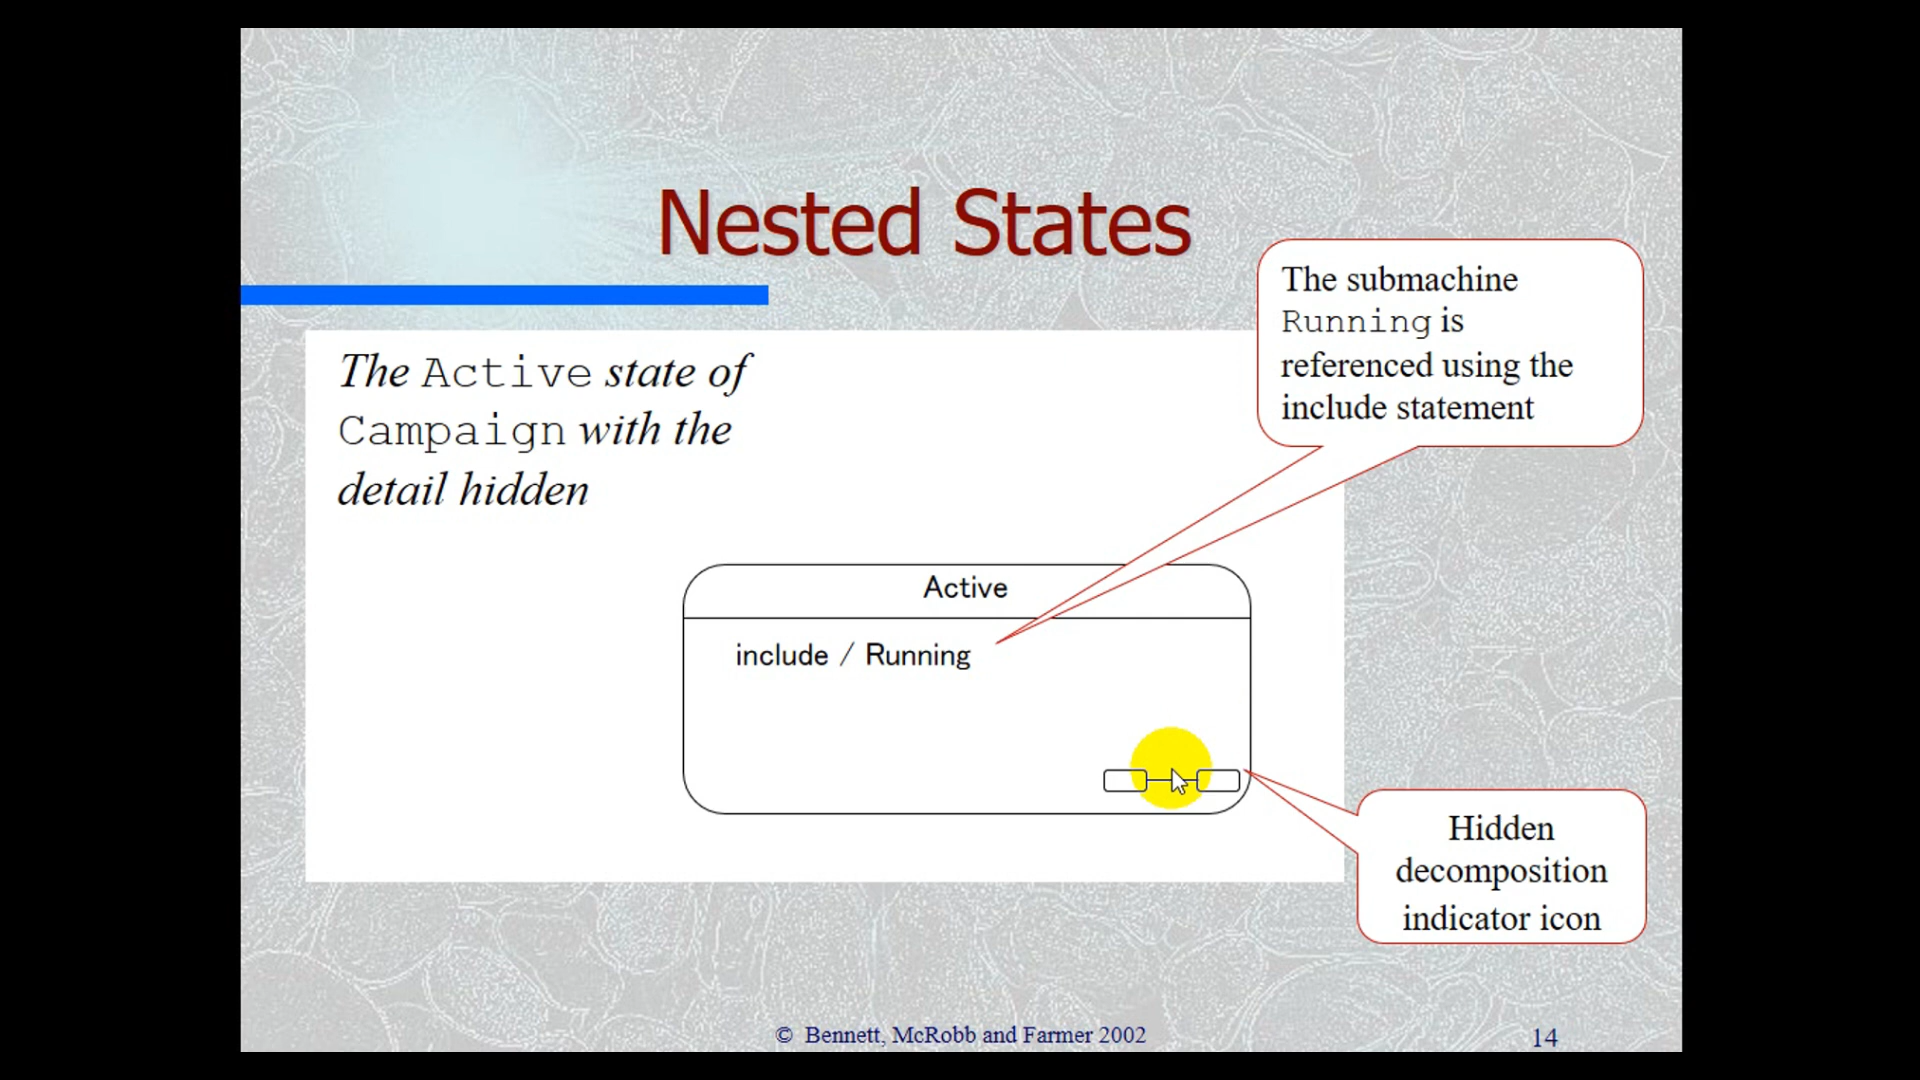 Nested States
The submachine
Running is
referenced using the
include statement
The Active state of
Campaign with the
detail hidden
Active
include / Running
Hidden
decomposition
indicator icon
© Bennett, McRobb and Farmer 2002
14